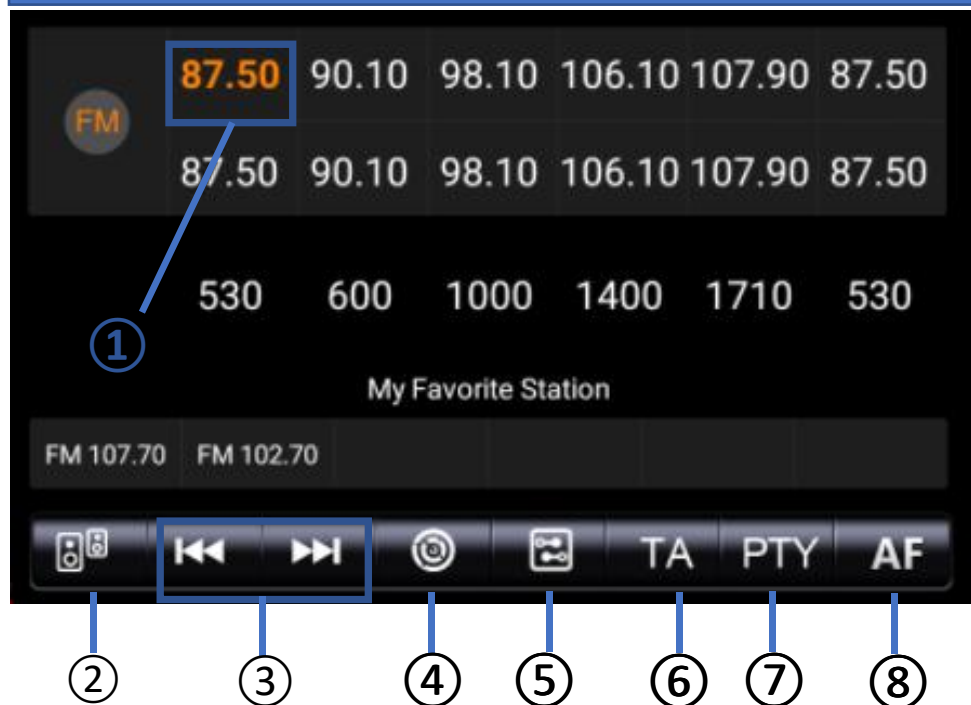 87.50 90.10 98.10 106.10 107.90 87.50
FM
87.50 90.10 98.10 106.10 107.90 87.50
530 600 1000 1400 1710 530
①
My Favorite Station
FM 107.70 FM 102.70
TA PTY AF
② ③ ④ ⑤ ⑥ ⑦ ⑧